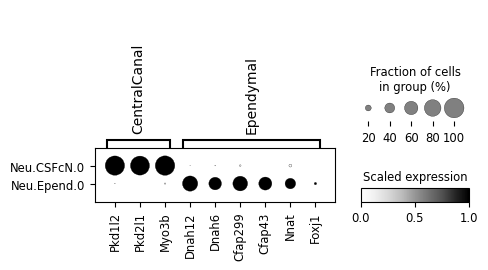 CentralCanal
Ependymal
Fraction of cells
in group (%)
20 40 60 80 100
Neu.CSFcN.0
Neu.Epend.0
Scaled expression
0.0 0.5 1.0
Pkd1l2
Pkd2l1
Myo3b
Dnah12
Dnah6
Cfap299
Cfap43
Nnat
Foxj1